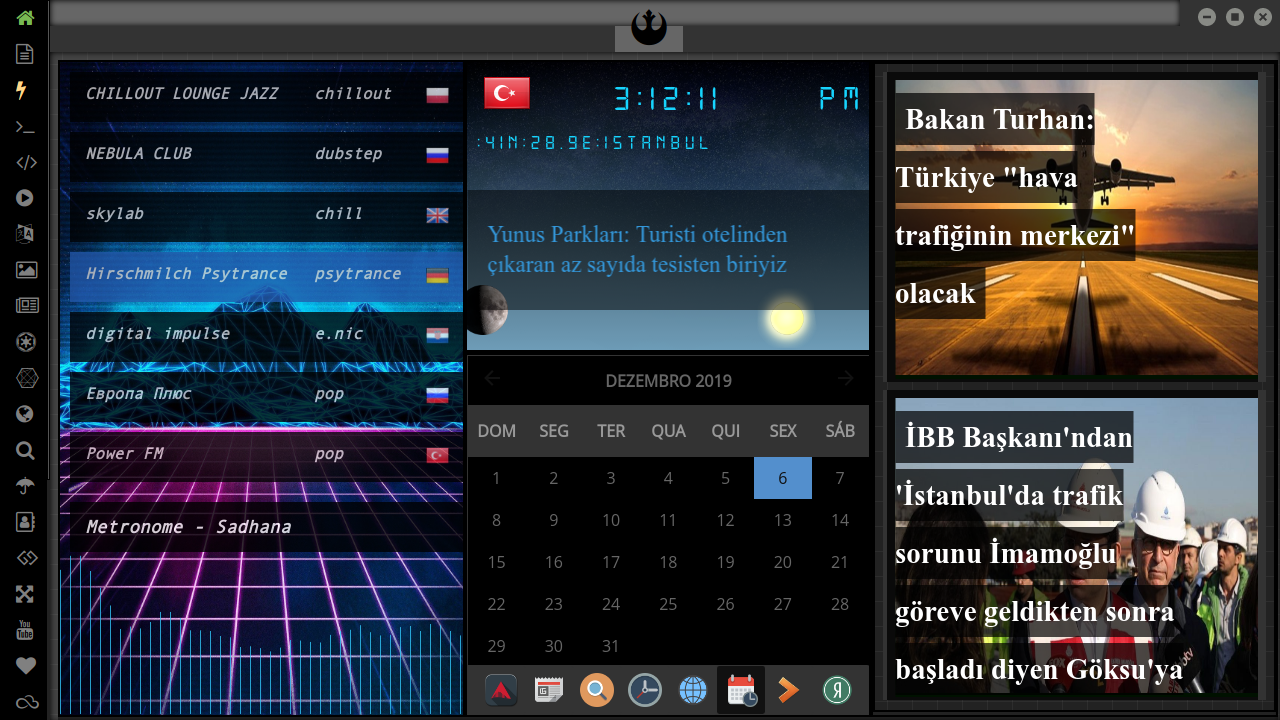 CHILLOUT LOUNGE JAZZ chillout
NEBULA CLUB dubstep
skylab chill
Hirschmilch Psytrance psytrance
digital impulse e.nic
Европа Плюс pop
Power FM pop
Metronome - Sadhana
3:12:11 PM
:41N:28.9E:ISTANBUL
Yunus Parkları: Turisti otelinden
çıkaran az sayıda tesisten biriyiz
DEZEMBRO 2019
DOM SEG TER QUA QUI SEX SÁB
1 2 3 4 5 6 7
8 9 10 11 12 13 14
15 16 17 18 19 20 21
22 23 24 25 26 27 28
29 30 31
Bakan Turhan:
Türkiye "hava
trafiğinin merkezi"
olacak
İBB Başkanı'ndan
'İstanbul'da trafik
sorunu İmamoğlu
göreve geldikten sonra
başladı diyen Göksu'ya
You
Tube
Я